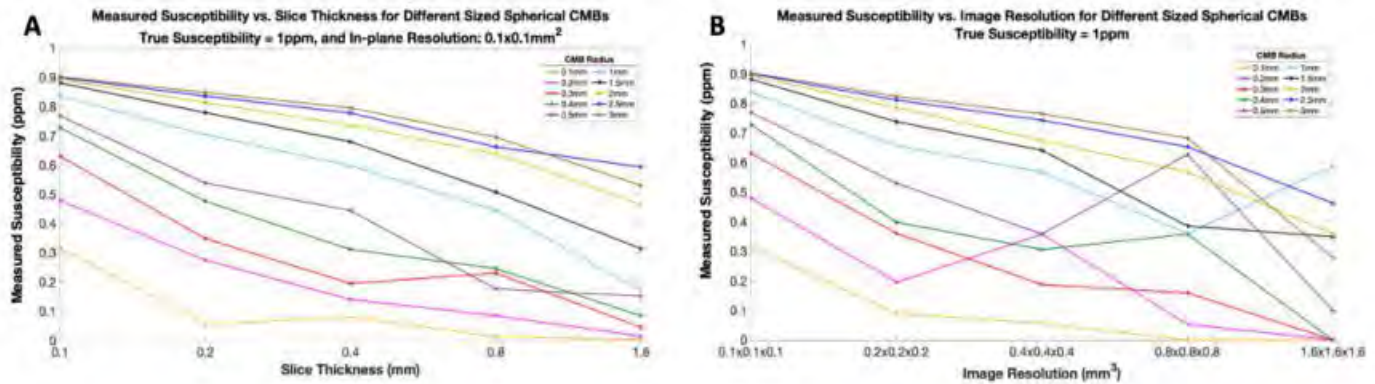 A
Measured Susceptibility vs. Slice Thickness for Different Sized Spherical CMBs
True Susceptibility = 1ppm, and In-plane Resolution: 0.1x0.1mm²
CMB Radius
0.1mm 1mm
0.2mm 1.5mm
0.3mm 2mm
0.4mm 2.5mm
0.5mm 3mm
Measured Susceptibility (ppm)
1
0.9
0.8
0.7
0.6
0.5
0.4
0.3
0.2
0.1
0
0.1 0.2 0.4 0.8 1.6
Slice Thickness (mm)
B
Measured Susceptibility vs. Image Resolution for Different Sized Spherical CMBs
True Susceptibility = 1ppm
CMB Radius
0.1mm 1mm
0.2mm 1.5mm
0.3mm 2mm
0.4mm 2.5mm
0.5mm 3mm
Measured Susceptibility (ppm)
1
0.9
0.8
0.7
0.6
0.5
0.4
0.3
0.2
0.1
0
0.1x0.1x0.1 0.2x0.2x0.2 0.4x0.4x0.4 0.8x0.8x0.8 1.6x1.6x1.6
Image Resolution (mm³)